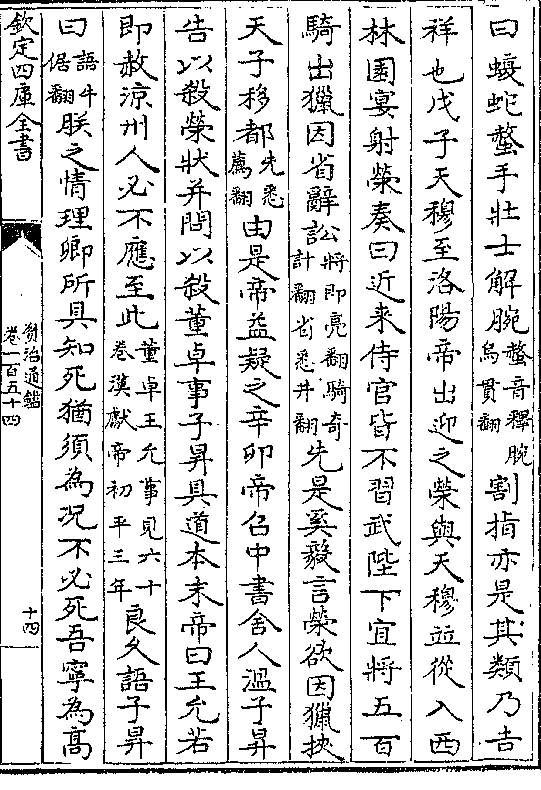 曰蝮蛇螫手壯士解腕螫音釋腕烏貫翻割指亦是其類乃吉
祥也戊子天穆至洛陽帝出迎之榮與天穆並從入西
林園宴射榮奏曰近来侍官皆不習武陛下宜將五百
騎出獵因省辭訟將即亮翻騎奇計翻省悉井翻先是奚毅言榮欲因獵挾
天子移都先悉薦翻由是帝益疑之辛卯帝召中書舍人温子昇
告以殺榮狀并問以殺董卓事子昇具道本末帝曰王允若
即赦涼州人必不應至此董卓王允事見六十卷漢獻帝初平三年良久語子昇
曰語牛倨翻朕之情理卿所具知死猶須為况不必死吾寧為高
欽定四庫全書
資治通鑑
卷一百五十四
十四